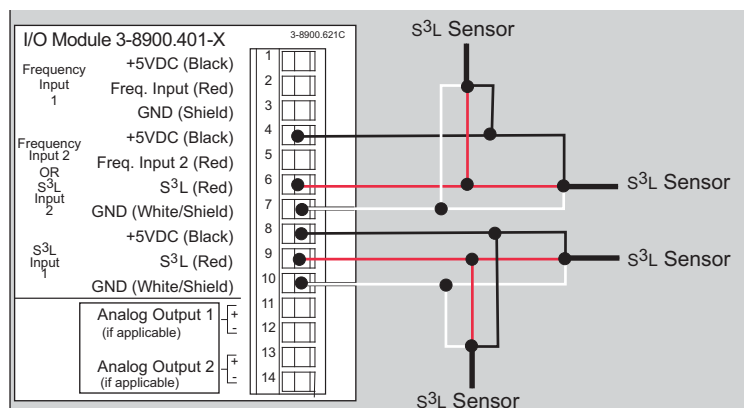 I/O Module 3-8900.401-X
3-8900.621C
Frequency
Input
1
+5VDC (Black)
Freq. Input (Red)
GND (Shield)
Frequency
Input 2
OR
S³L
Input
2
+5VDC (Black)
Freq. Input 2 (Red)
S³L (Red)
GND (White/Shield)
S³L
Input
1
+5VDC (Black)
S³L (Red)
GND (White/Shield)
Analog Output 1
(if applicable)
+
-
Analog Output 2
(if applicable)
+
-
1
2
3
4
5
6
7
8
9
10
11
12
13
14
S³L Sensor
S³L Sensor
S³L Sensor
S³L Sensor